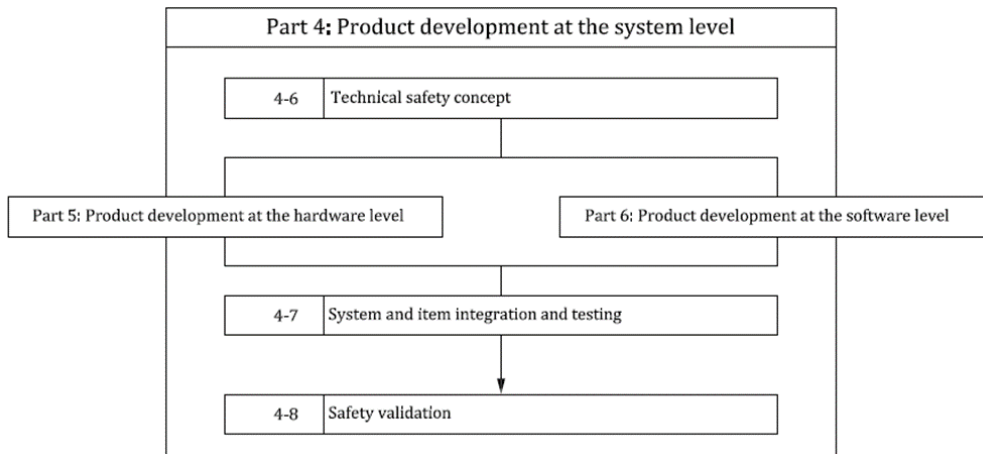 Part 4: Product development at the system level
4-6 Technical safety concept
Part 5: Product development at the hardware level
Part 6: Product development at the software level
4-7 System and item integration and testing
4-8 Safety validation